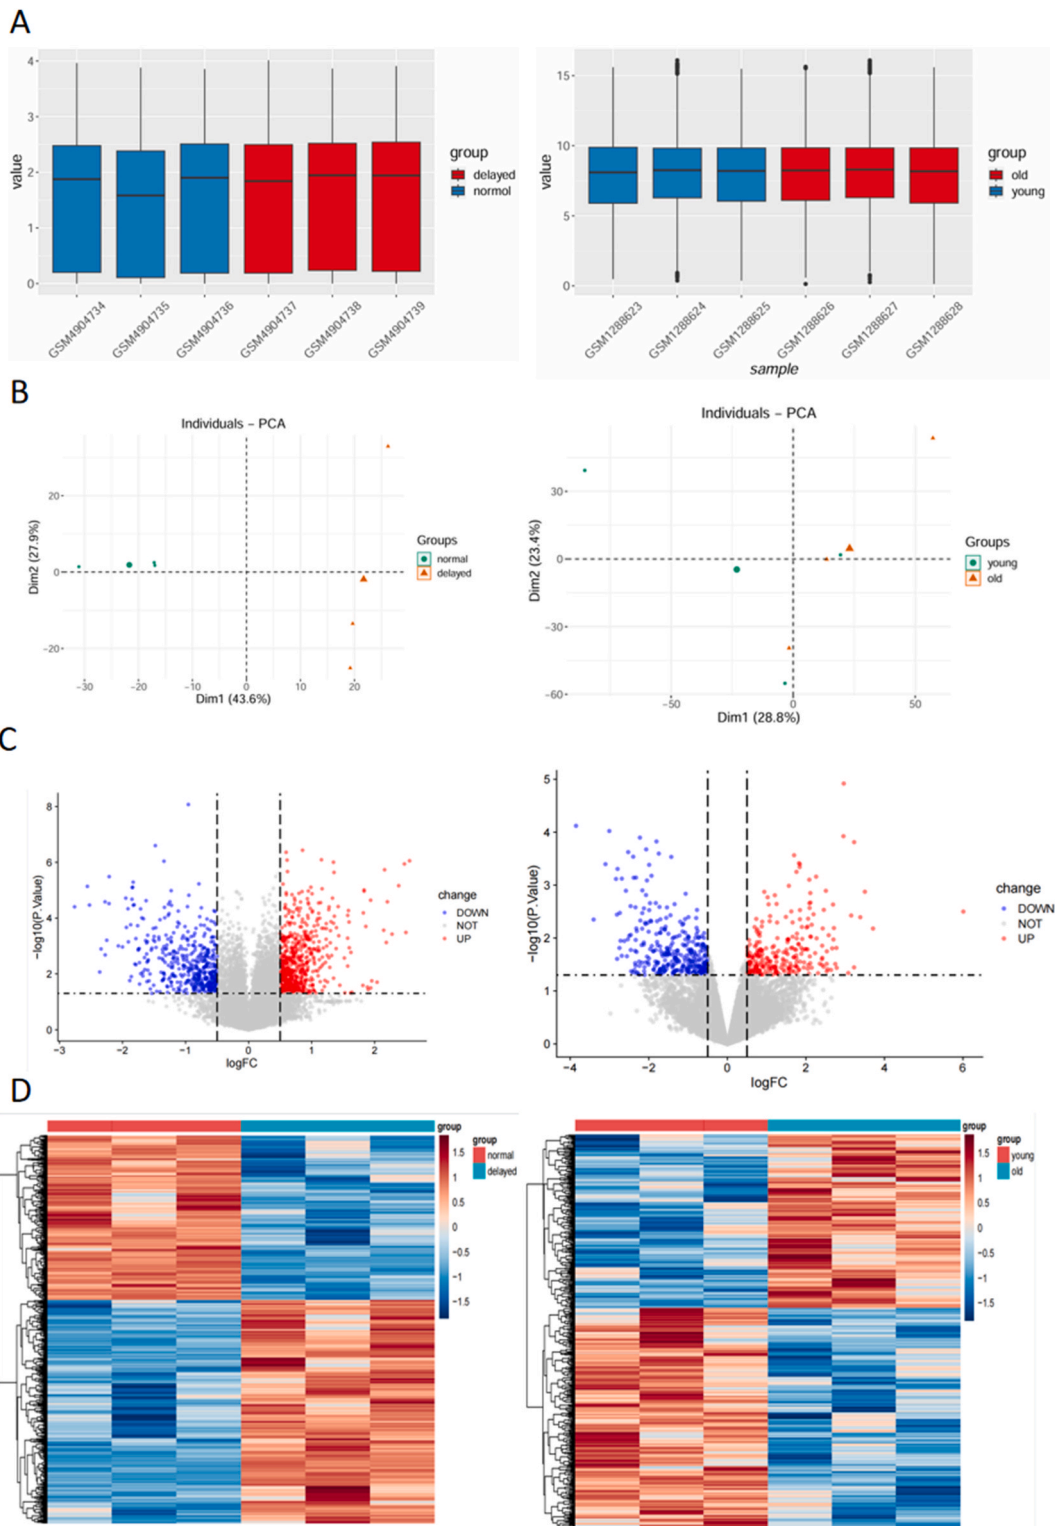 A
4
3
2
1
0
value
GSM4904734
GSM4904735
GSM4904736
GSM4904737
GSM4904738
GSM4904739
group
delayed
normol
15
10
5
0
value
GSM1288623
GSM1288624
GSM1288625
GSM1288626
GSM1288627
GSM1288628
sample
group
old
young
B
Individuals - PCA
20
0
-20
Dim2 (27.9%)
-30
-20
-10
0
10
20
Dim1 (43.6%)
Groups
normal
delayed
Individuals - PCA
30
0
-30
-60
Dim2 (23.4%)
-50
0
50
Dim1 (28.8%)
Groups
young
old
C
8
6
4
2
0
-log10(P.Value)
-3
-2
-1
0
1
2
logFC
change
DOWN
NOT
UP
5
4
3
2
1
0
-log10(P.Value)
-4
-2
0
2
4
6
logFC
change
DOWN
NOT
UP
D
group
1.5
1
0.5
0
-0.5
-1
-1.5
group
normal
delayed
group
1.5
1
0.5
0
-0.5
-1
-1.5
group
young
old